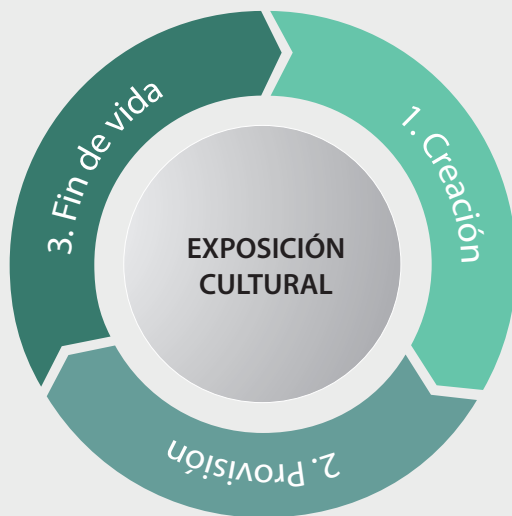 EXPOSICIÓN
CULTURAL
1. Creación
2. Provisión
3. Fin de vida